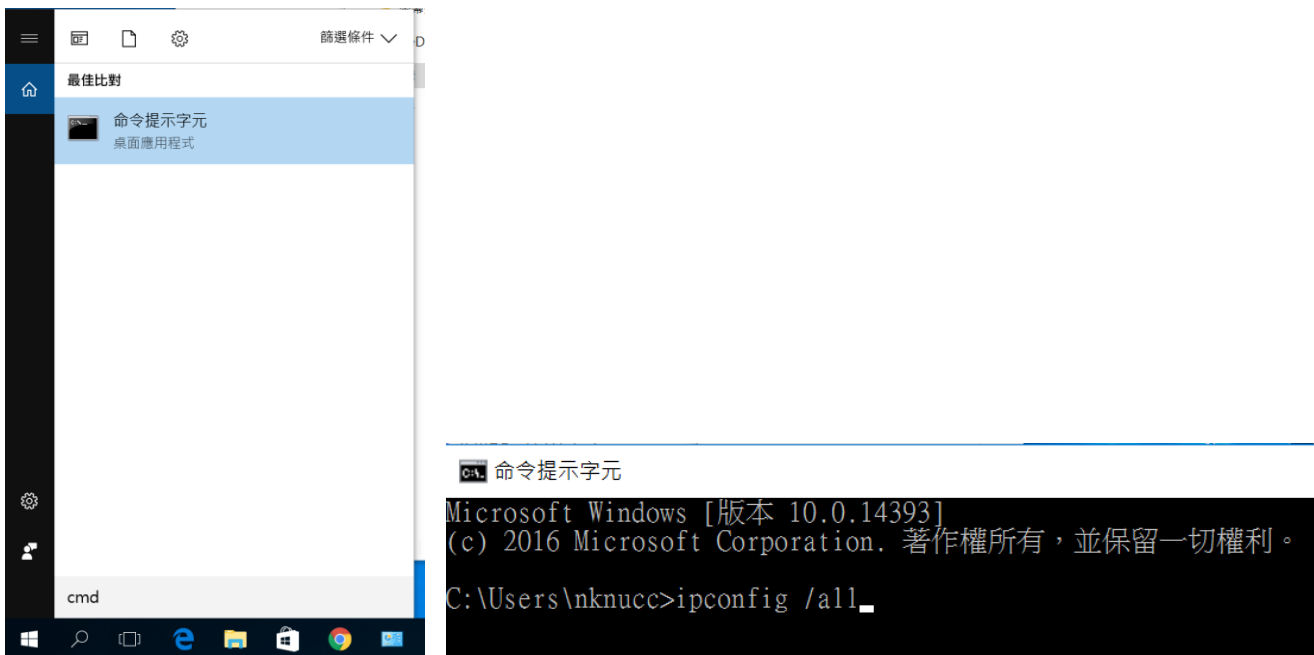 篩選條件
最佳比對
命令提示字元
桌面應用程式
cmd
命令提示字元
Microsoft Windows [版本 10.0.14393]
(c) 2016 Microsoft Corporation. 著作權所有，並保留一切權利。
C:\Users\nknucc>ipconfig /all